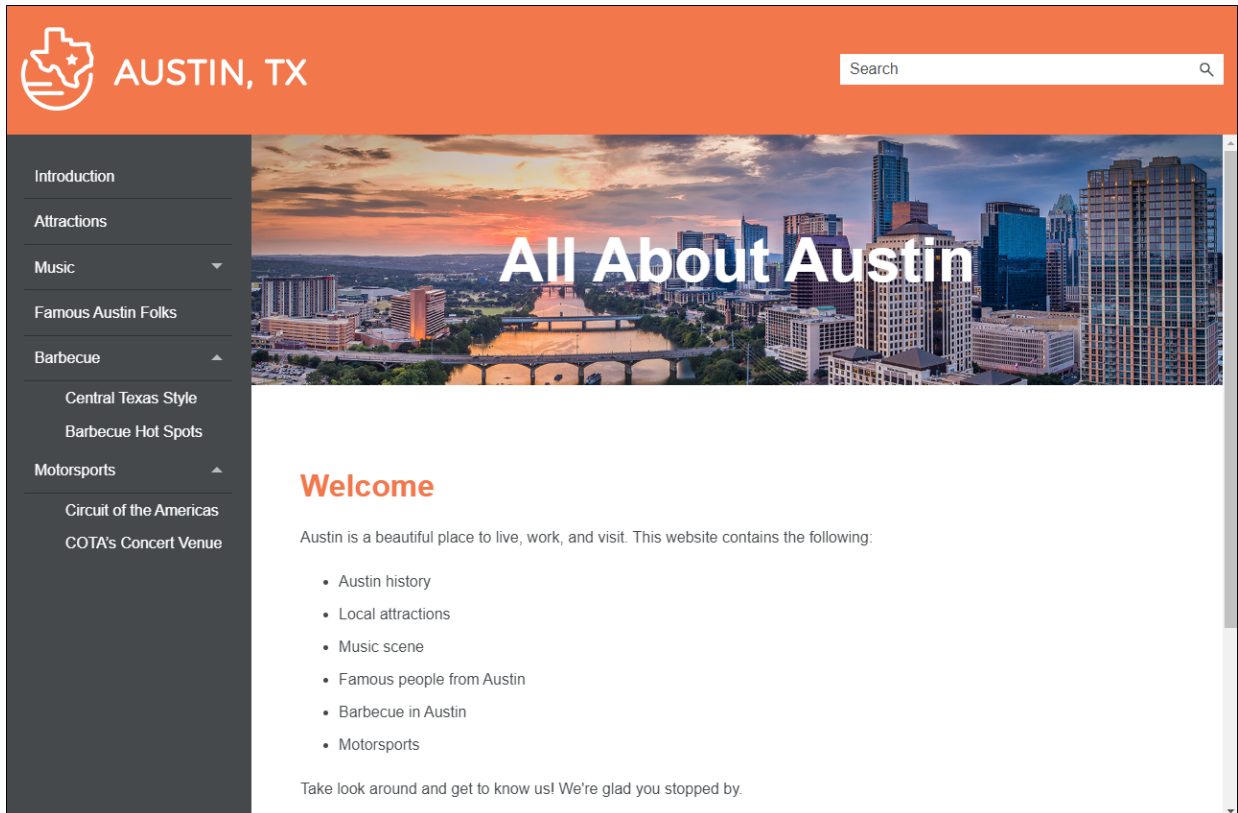 AUSTIN, TX
Search
Introduction
Attractions
Music
Famous Austin Folks
Barbecue
Central Texas Style
Barbecue Hot Spots
Motorsports
Circuit of the Americas
COTA's Concert Venue
All About Austin
Welcome
Austin is a beautiful place to live, work, and visit. This website contains the following:
• Austin history
• Local attractions
• Music scene
• Famous people from Austin
• Barbecue in Austin
• Motorsports
Take look around and get to know us! We're glad you stopped by.